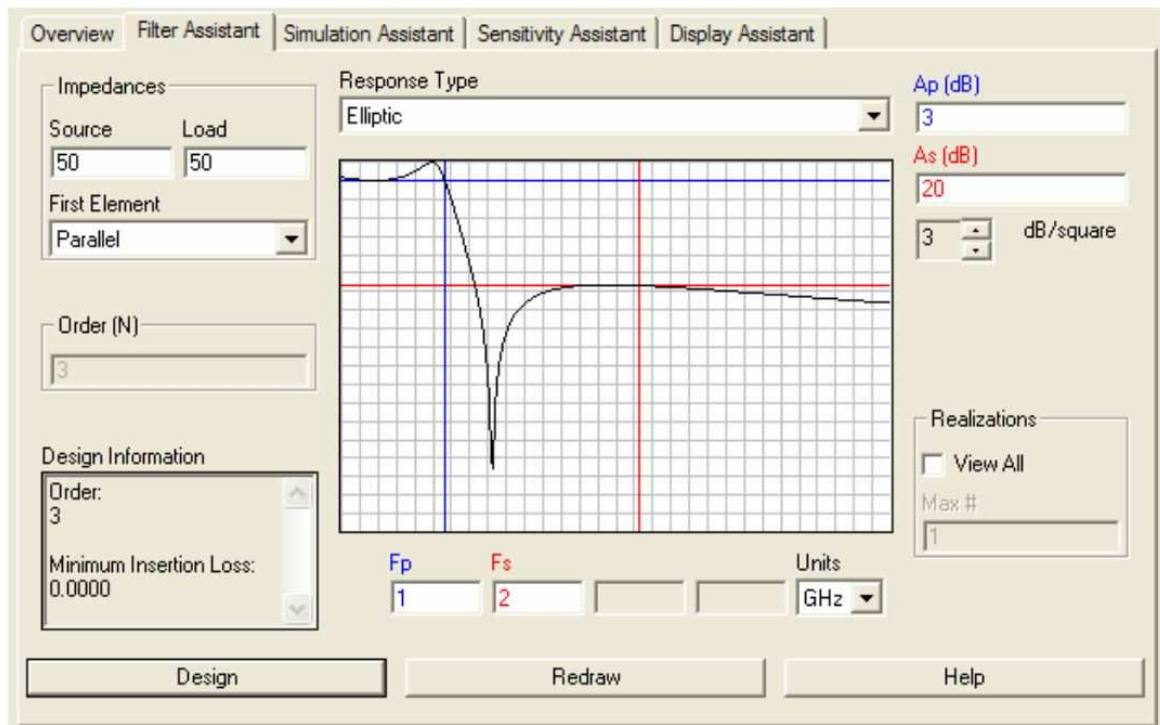 Overview
Filter Assistant
Simulation Assistant
Sensitivity Assistant
Display Assistant
Impedances
Source
Load
50
50
First Element
Parallel
Order (N)
3
Design Information
Order:
3
Minimum Insertion Loss:
0.0000
Response Type
Elliptic
Fp
Fs
Units
1
2
GHz
Ap (dB)
3
As (dB)
20
3
dB/square
Realizations
View All
Max #
1
Design
Redraw
Help